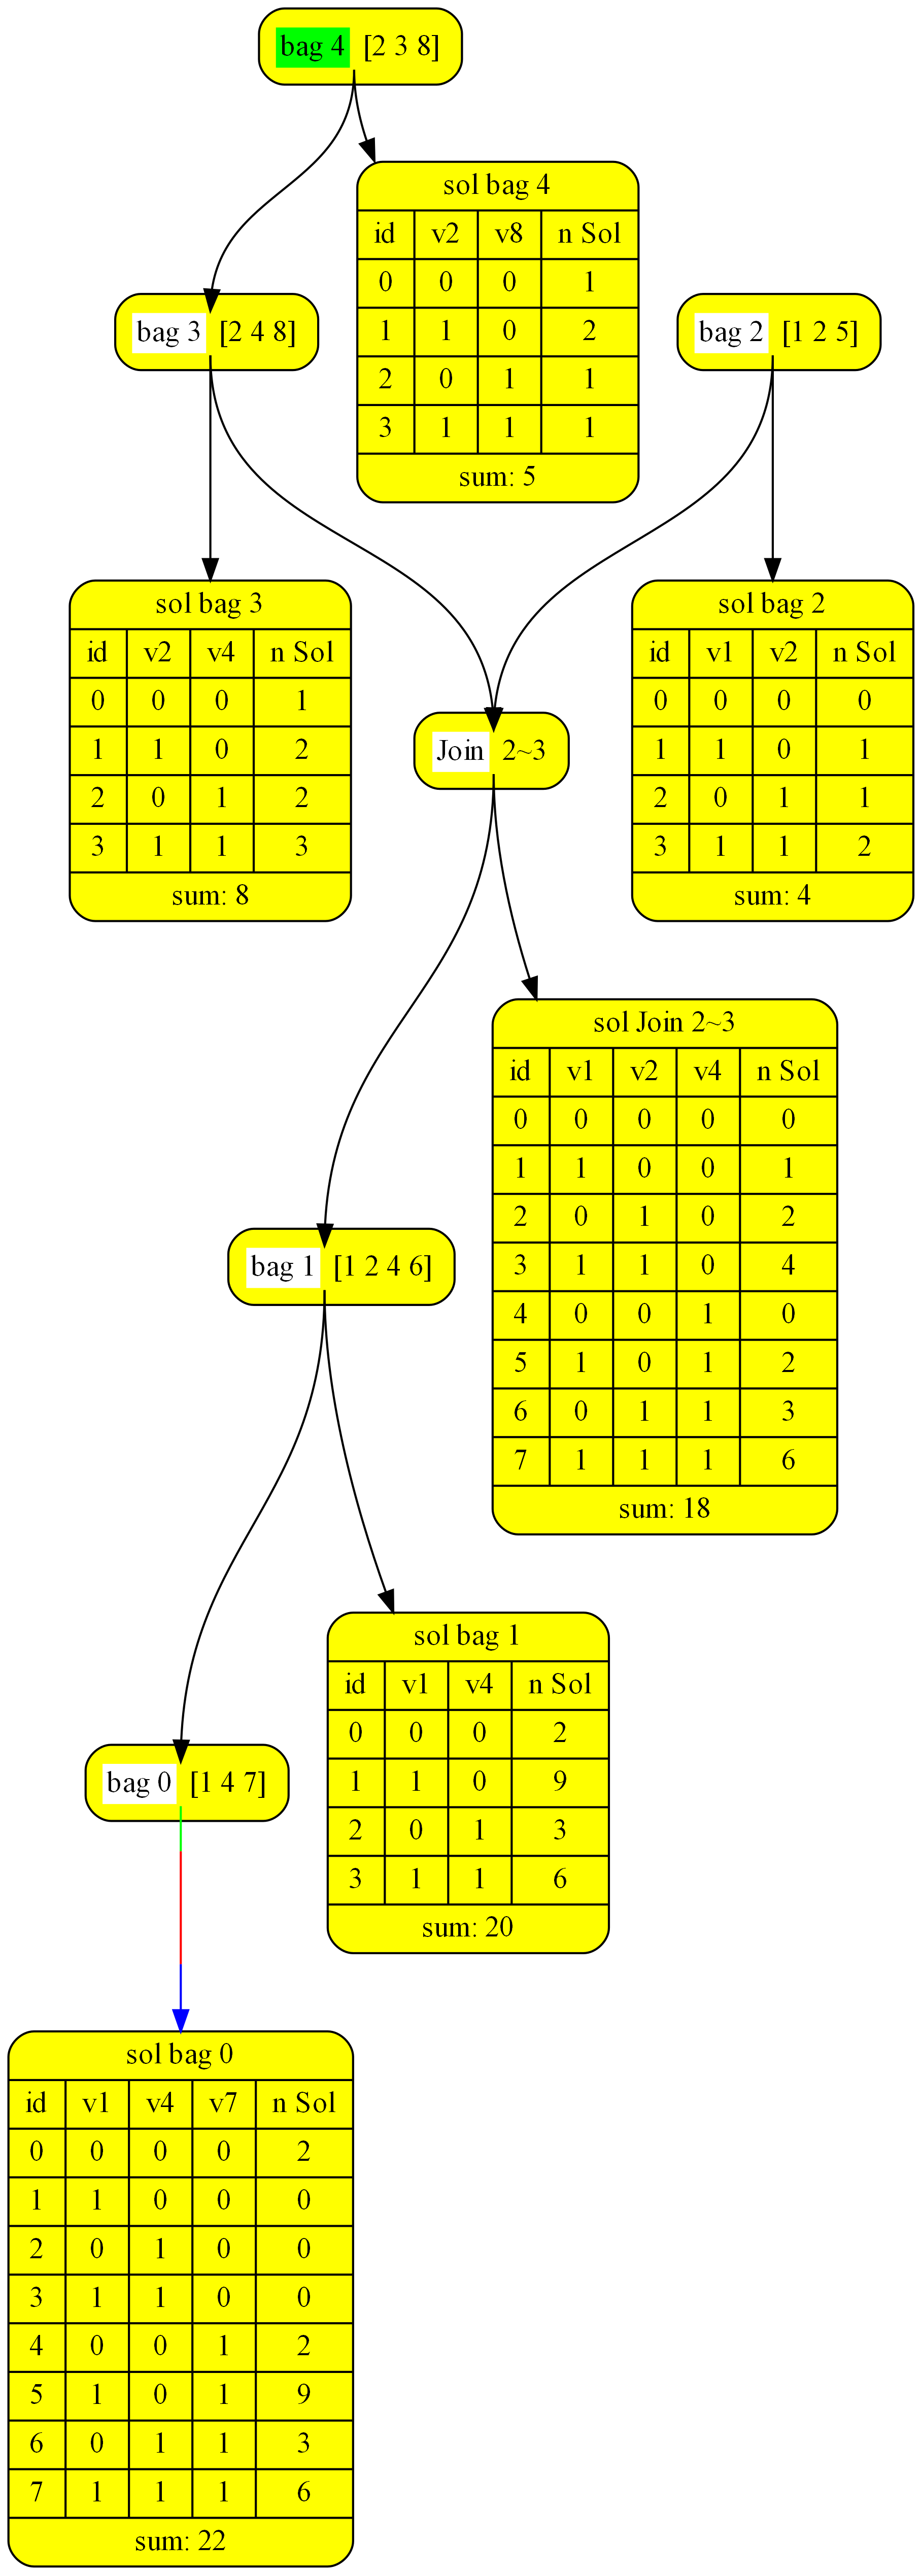 bag 4 [2 3 8]
sol bag 4
id v2 v8 n Sol
0 0 0 1
1 1 0 2
2 0 1 1
3 1 1 1
sum: 5
bag 3 [2 4 8]
bag 2 [1 2 5]
sol bag 3
id v2 v4 n Sol
0 0 0 1
1 1 0 2
2 0 1 2
3 1 1 3
sum: 8
Join 2~3
sol bag 2
id v1 v2 n Sol
0 0 0 0
1 1 0 1
2 0 1 1
3 1 1 2
sum: 4
sol Join 2~3
id v1 v2 v4 n Sol
0 0 0 0 0
1 1 0 0 1
2 0 1 0 2
3 1 1 0 4
4 0 0 1 0
5 1 0 1 2
6 0 1 1 3
7 1 1 1 6
sum: 18
bag 1 [1 2 4 6]
sol bag 1
id v1 v4 n Sol
0 0 0 2
1 1 0 9
2 0 1 3
3 1 1 6
sum: 20
bag 0 [1 4 7]
sol bag 0
id v1 v4 v7 n Sol
0 0 0 0 2
1 1 0 0 0
2 0 1 0 0
3 1 1 0 0
4 0 0 1 2
5 1 0 1 9
6 0 1 1 3
7 1 1 1 6
sum: 22